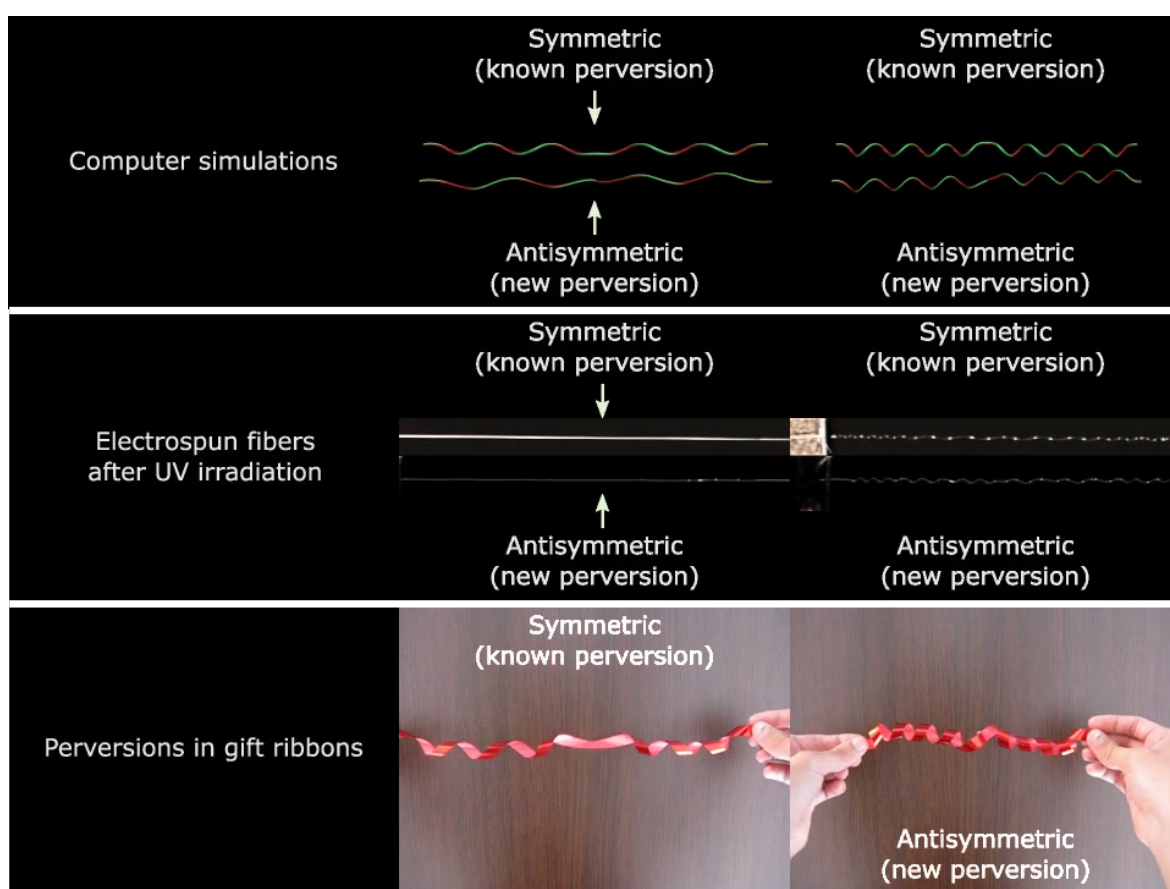 Symmetric
(known perversion)
Symmetric
(known perversion)
Computer simulations
Antisymmetric
(new perversion)
Antisymmetric
(new perversion)
Symmetric
(known perversion)
Symmetric
(known perversion)
Electrospun fibers
after UV irradiation
Antisymmetric
(new perversion)
Antisymmetric
(new perversion)
Symmetric
(known perversion)
Perversions in gift ribbons
Antisymmetric
(new perversion)